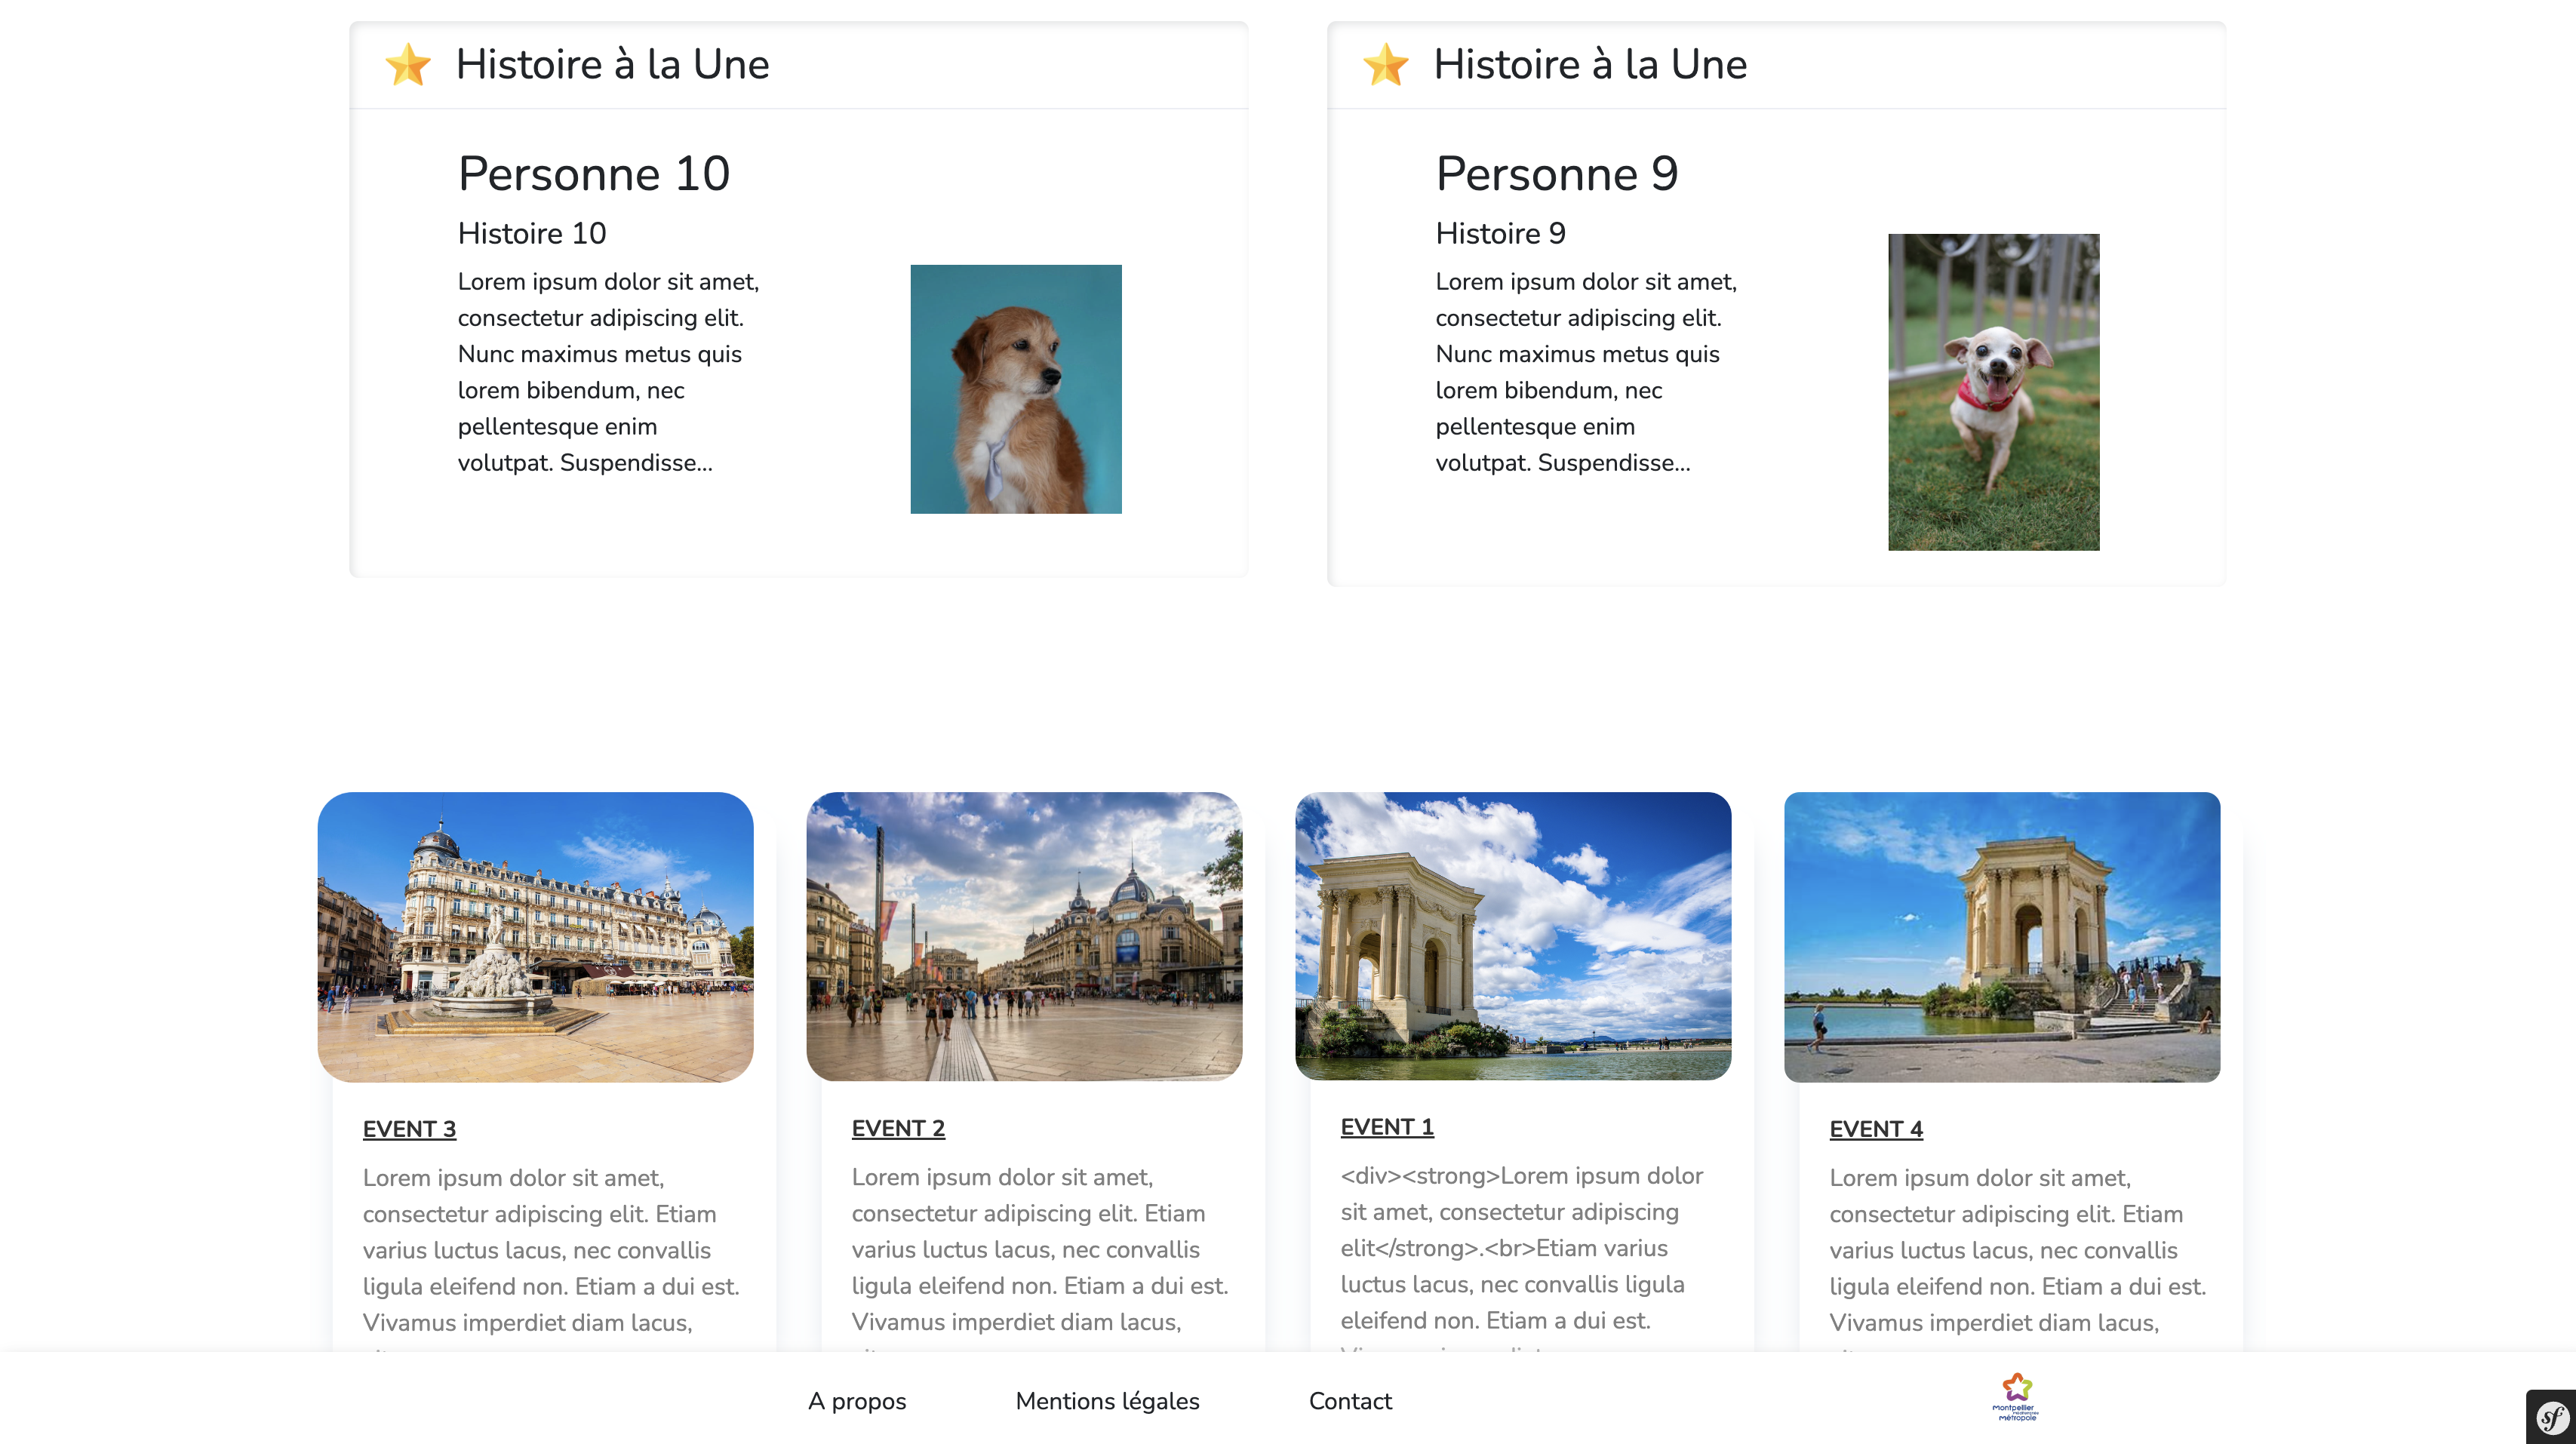 Histoire à la Une
Personne 10
Histoire 10
Lorem ipsum dolor sit amet,
consectetur adipiscing elit.
Nunc maximus metus quis
lorem bibendum, nec
pellentesque enim
volutpat. Suspendisse...
Histoire à la Une
Personne 9
Histoire 9
Lorem ipsum dolor sit amet,
consectetur adipiscing elit.
Nunc maximus metus quis
lorem bibendum, nec
pellentesque enim
volutpat. Suspendisse...
EVENT 3
Lorem ipsum dolor sit amet,
consectetur adipiscing elit. Etiam
varius luctus lacus, nec convallis
ligula eleifend non. Etiam a dui est.
Vivamus imperdiet diam lacus,
EVENT 2
Lorem ipsum dolor sit amet,
consectetur adipiscing elit. Etiam
varius luctus lacus, nec convallis
ligula eleifend non. Etiam a dui est.
Vivamus imperdiet diam lacus,
EVENT 1
<div><strong>Lorem ipsum dolor
sit amet, consectetur adipiscing
elit</strong>.<br>Etiam varius
luctus lacus, nec convallis ligula
eleifend non. Etiam a dui est.
EVENT 4
Lorem ipsum dolor sit amet,
consectetur adipiscing elit. Etiam
varius luctus lacus, nec convallis
ligula eleifend non. Etiam a dui est.
Vivamus imperdiet diam lacus,
A propos
Mentions légales
Contact
montpellier
méditerranée
métropole
sf